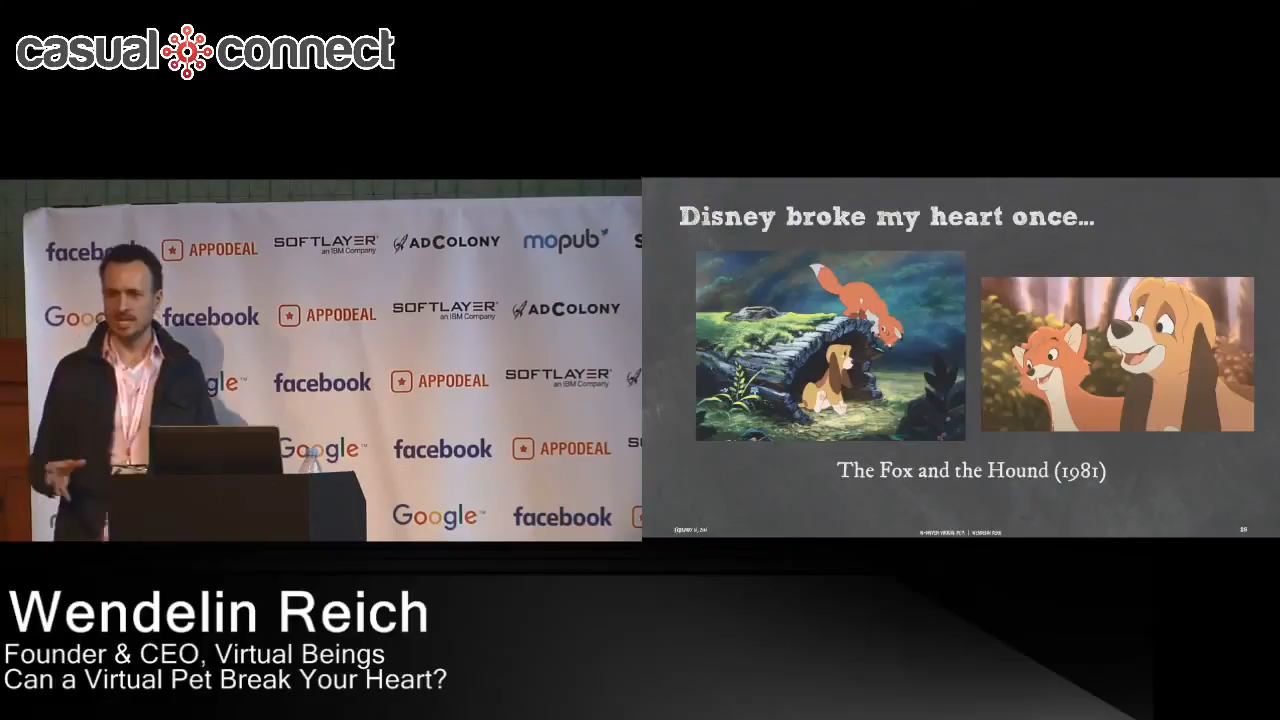 casual connect
facebook APPODEAL SOFTLAYER ADCOLONY mopub
an IBM Company
Google facebook APPODEAL SOFTLAYER ADCOLONY
an IBM Company
gle facebook APPODEAL SOFTLAYER
an IBM Company
Google facebook APPODEAL
Google facebook
Disney broke my heart once...
The Fox and the Hound (1981)
Wendelin Reich
Founder & CEO, Virtual Beings
Can a Virtual Pet Break Your Heart?